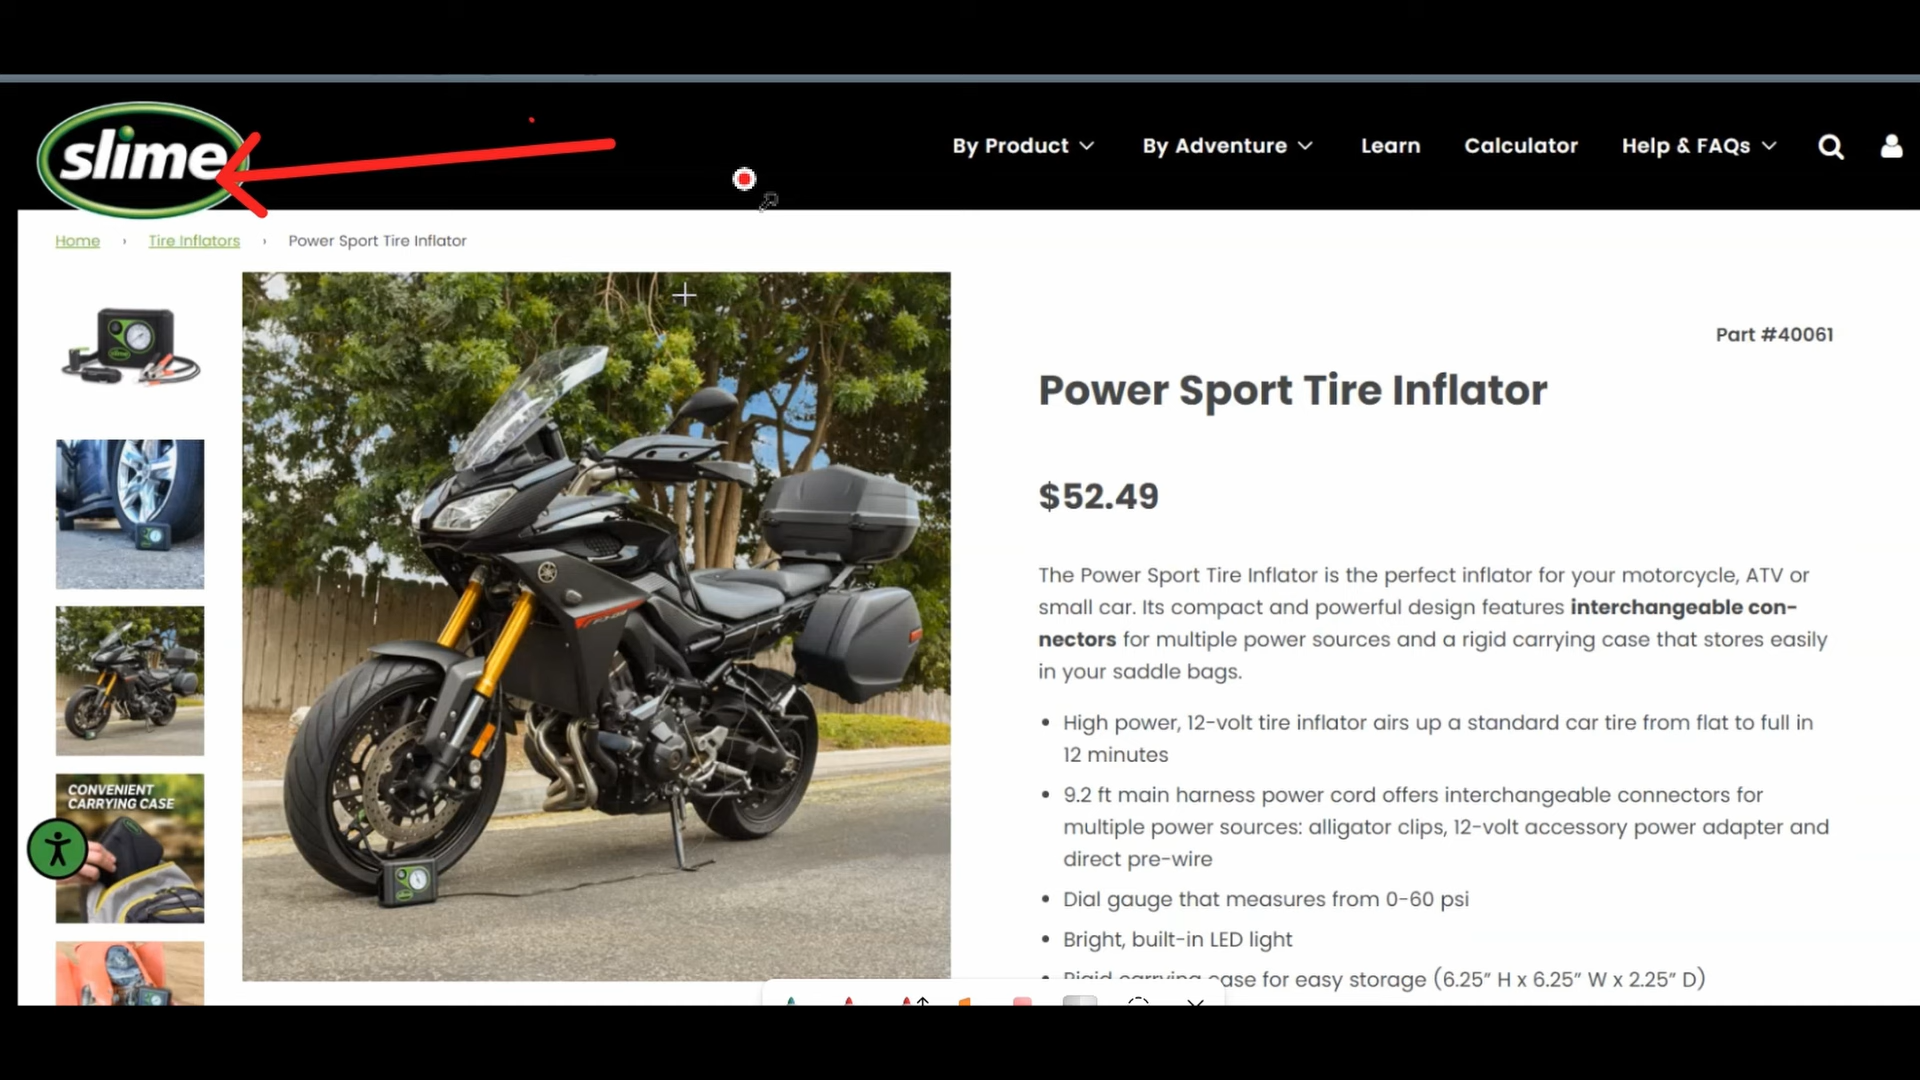 slime
By Product
By Adventure
Learn
Calculator
Help & FAQs
Home › Tire Inflators › Power Sport Tire Inflator
Part #40061
Power Sport Tire Inflator
$52.49
The Power Sport Tire Inflator is the perfect inflator for your motorcycle, ATV or
small car. Its compact and powerful design features interchangeable con-
nectors for multiple power sources and a rigid carrying case that stores easily
in your saddle bags.
• High power, 12-volt tire inflator airs up a standard car tire from flat to full in
12 minutes
• 9.2 ft main harness power cord offers interchangeable connectors for
multiple power sources: alligator clips, 12-volt accessory power adapter and
direct pre-wire
• Dial gauge that measures from 0-60 psi
• Bright, built-in LED light
• Rigid carrying case for easy storage (6.25” H x 6.25” W x 2.25” D)
CONVENIENT
CARRYING CASE